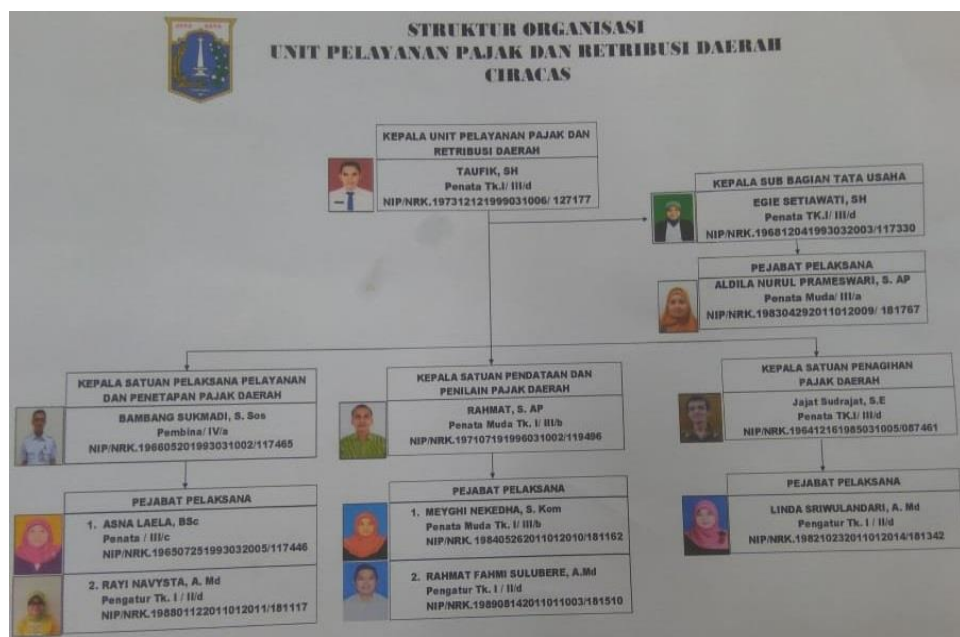 JAYA RAYA
STRUKTUR ORGANISASI
UNIT PELAYANAN PAJAK DAN RETRIBUSI DAERAH
CIRACAS
KEPALA UNIT PELAYANAN PAJAK DAN
RETRIBUSI DAERAH
TAUFIK, SH
Penata Tk.I/ III/d
NIP/NRK.197312121999031006/ 127177
KEPALA SUB BAGIAN TATA USAHA
EGIE SETIAWATI, SH
Penata TK.I/ III/d
NIP/NRK.196812041993032003/117330
PEJABAT PELAKSANA
ALDILA NURUL PRAMESWARI, S. AP
Penata Muda/ III/a
NIP/NRK.198304292011012009/ 181767
KEPALA SATUAN PELAKSANA PELAYANAN
DAN PENETAPAN PAJAK DAERAH
BAMBANG SUKMADI, S. Sos
Pembina/ IV/a
NIP/NRK.196605201993031002/117465
PEJABAT PELAKSANA
1. ASNA LAELA, BSc
Penata / III/c
NIP/NRK.196507251993032005/117446
2. RAYI NAVYSTA, A. Md
Pengatur Tk. I / II/d
NIP/NRK.198801122011012011/181117
KEPALA SATUAN PENDATAAN DAN
PENILAIN PAJAK DAERAH
RAHMAT, S. AP
Penata Muda Tk. I/ III/b
NIP/NRK.197107191996031002/119496
PEJABAT PELAKSANA
1. MEYGHI NEKEDHA, S. Kom
Penata Muda Tk. I/ III/b
NIP/NRK. 198405262011012010/181162
2. RAHMAT FAHMI SULUBERE, A.Md
Pengatur Tk. I / II/d
NIP/NRK.198908142011011003/181510
KEPALA SATUAN PENAGIHAN
PAJAK DAERAH
Jajat Sudrajat, S.E
Penata TK.I/ III/d
NIP/NRK.196412161985031005/087461
PEJABAT PELAKSANA
LINDA SRIWULANDARI, A. Md
Pengatur Tk. I / II/d
NIP/NRK.198210232011012014/181342